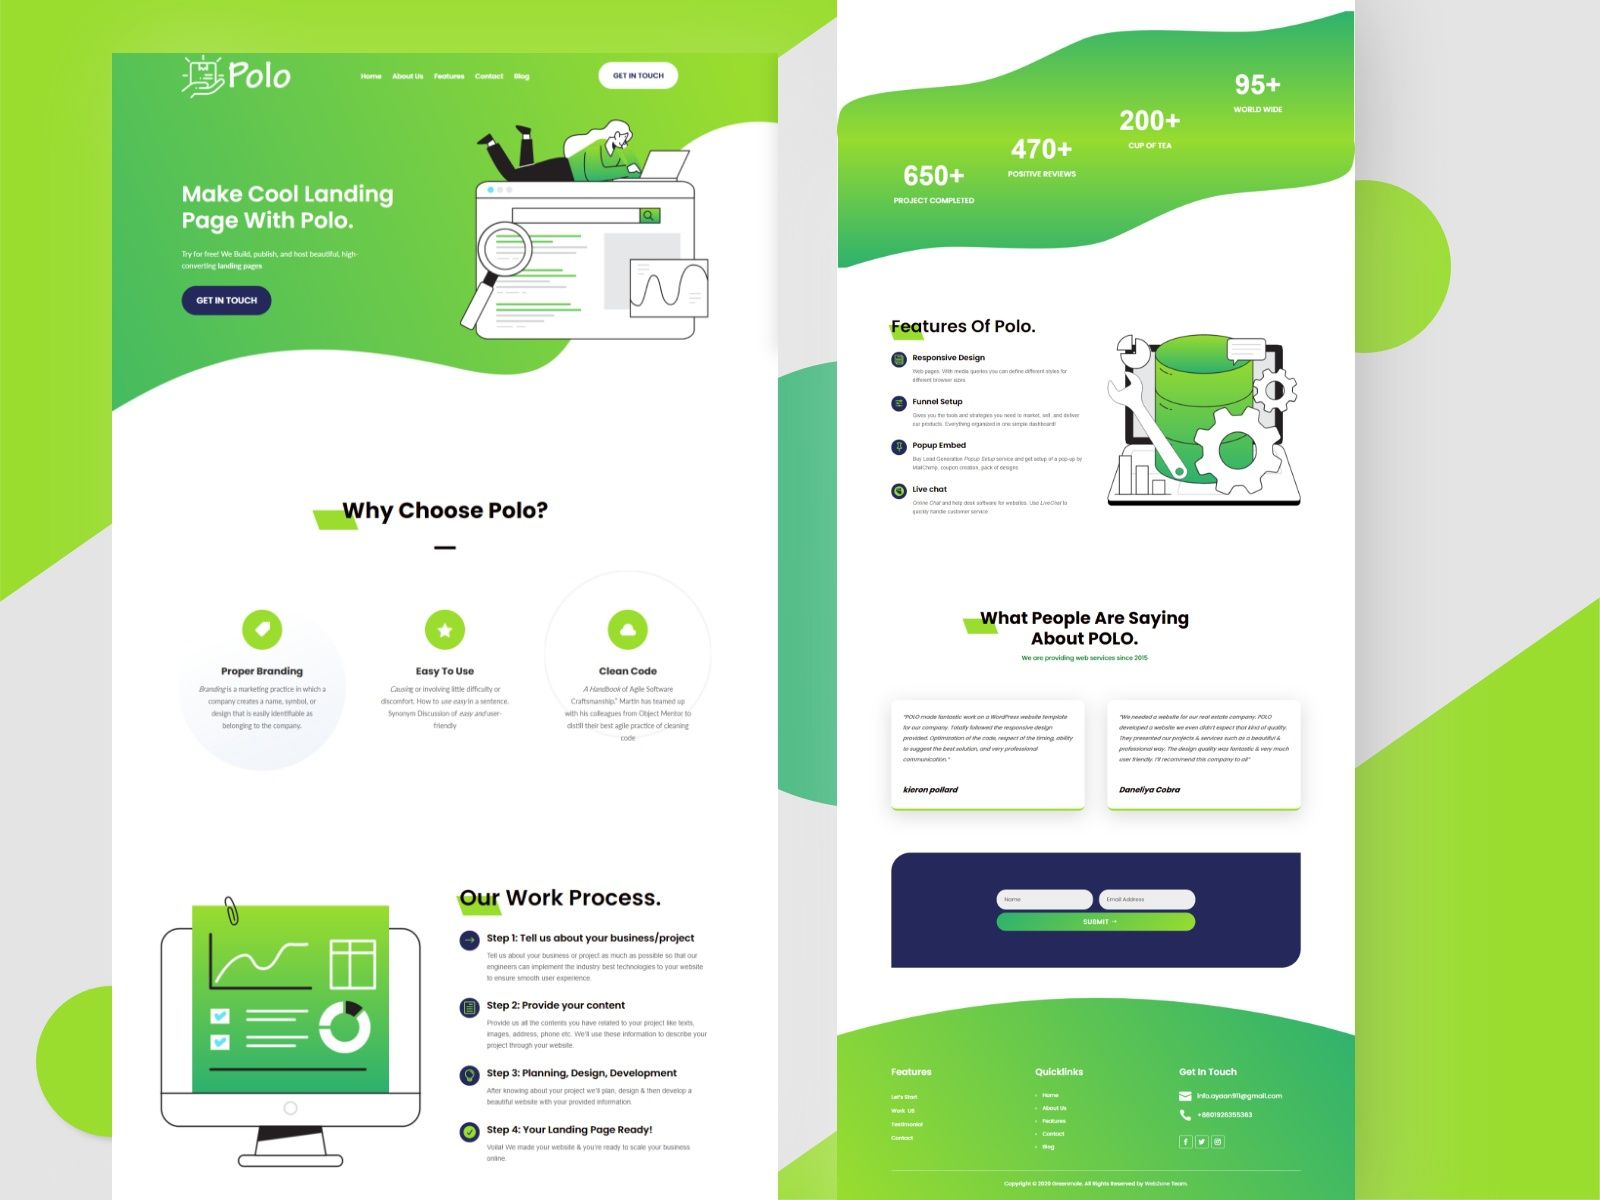 Polo
Home About Us Features Contact Blog
GET IN TOUCH
Make Cool Landing
Page With Polo.
Try for free! We Build, publish, and host beautiful, high-
converting landing pages
GET IN TOUCH
Why Choose Polo?
Proper Branding
Branding is a marketing practice in which a
company creates a name, symbol, or
design that is easily identifiable as
belonging to the company.
Easy To Use
Causing or involving little difficulty or
discomfort. How to use easy in a sentence.
Synonym Discussion of easy and user-
friendly
Clean Code
A Handbook of Agile Software
Craftsmanship." Martin has teamed up
with his colleagues from Object Mentor to
distill their best agile practice of cleaning
code
Our Work Process.
Step 1: Tell us about your business/project
Tell us about your business or project as much as possible so that our
engineers can implement the industry best technologies to your website
to ensure smooth user experience.
Step 2: Provide your content
Provide us all the contents you have related to your project like texts,
images, address, phone etc. We'll use these information to describe your
project through your website.
Step 3: Planning, Design, Development
After knowing about your project we'll plan, design & then develop a
beautiful website with your provided information.
Step 4: Your Landing Page Ready!
Voila! We made your website & you're ready to scale your business
online.
95+
WORLD WIDE
200+
CUP OF TEA
470+
POSITIVE REVIEWS
650+
PROJECT COMPLETED
Features Of Polo.
Responsive Design
Web pages. With media queries you can define different styles for
different browser sizes
Funnel Setup
Gives you the tools and strategies you need to market, sell, and deliver
our products. Everything organized in one simple dashboard!
Popup Embed
Buy Lead Generation Popup Setup service and get setup of a pop-up by
MailChimp, coupon creation, pack of designs
Live chat
Online Chat and help desk software for websites. Use LiveChat to
quickly handle customer service
What People Are Saying
About POLO.
We are providing web services since 2015
"POLO made fantastic work on a WordPress website template
for our company. Totally followed the responsive design
provided. Optimization of the code, respect of the timing, ability
to suggest the best solution, and very professional
communication."
kieron pollard
"We needed a website for our real estate company. POLO
developed a website we even didn't expect that kind of quality.
They presented our projects & services such as a beautiful &
professional way. The design quality was fantastic & very much
user friendly. I'll recommend this company to all"
Daneliya Cobra
Name Email Address
SUBMIT →
Features
Let's Start
Work US
Testimonial
Contact
Quicklinks
Home
About Us
Features
Contact
Blog
Get In Touch
info.ayaan911@gmail.com
+8801926355363
Copyright © 2020 Greenmole. All Rights Reserved by WebZone Team.